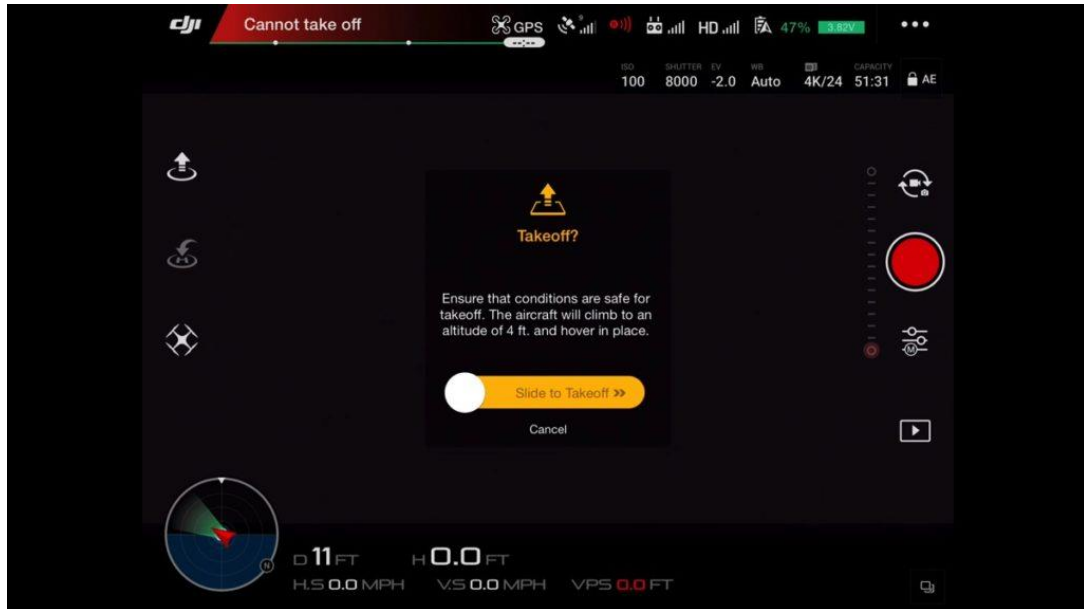 dji Cannot take off GPS 9 HD 47% 3.82V
--:--
ISO SHUTTER EV WB CAPACITY
100 8000 -2.0 Auto 4K/24 51:31 AE
Takeoff?
Ensure that conditions are safe for
takeoff. The aircraft will climb to an
altitude of 4 ft. and hover in place.
M
Slide to Takeoff »
Cancel
H
N
D 11 FT H 0.0 FT
H.S 0.0 MPH V.S 0.0 MPH VPS 0.0 FT